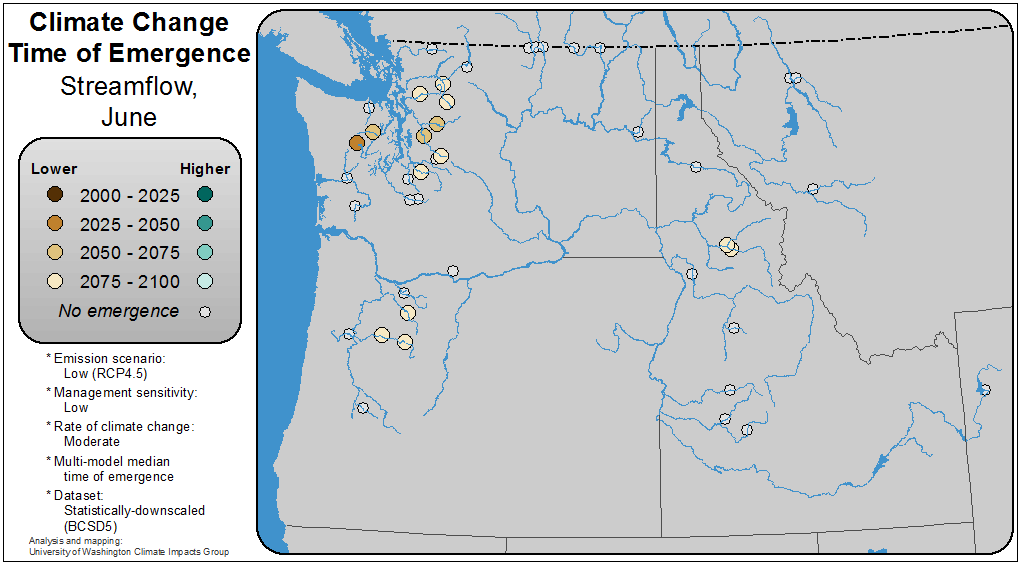 Climate Change
Time of Emergence
Streamflow,
June
Lower Higher
2000 - 2025
2025 - 2050
2050 - 2075
2075 - 2100
No emergence
* Emission scenario:
Low (RCP4.5)
* Management sensitivity:
Low
* Rate of climate change:
Moderate
* Multi-model median
time of emergence
* Dataset:
Statistically-downscaled
(BCSD5)
Analysis and mapping:
University of Washington Climate Impacts Group